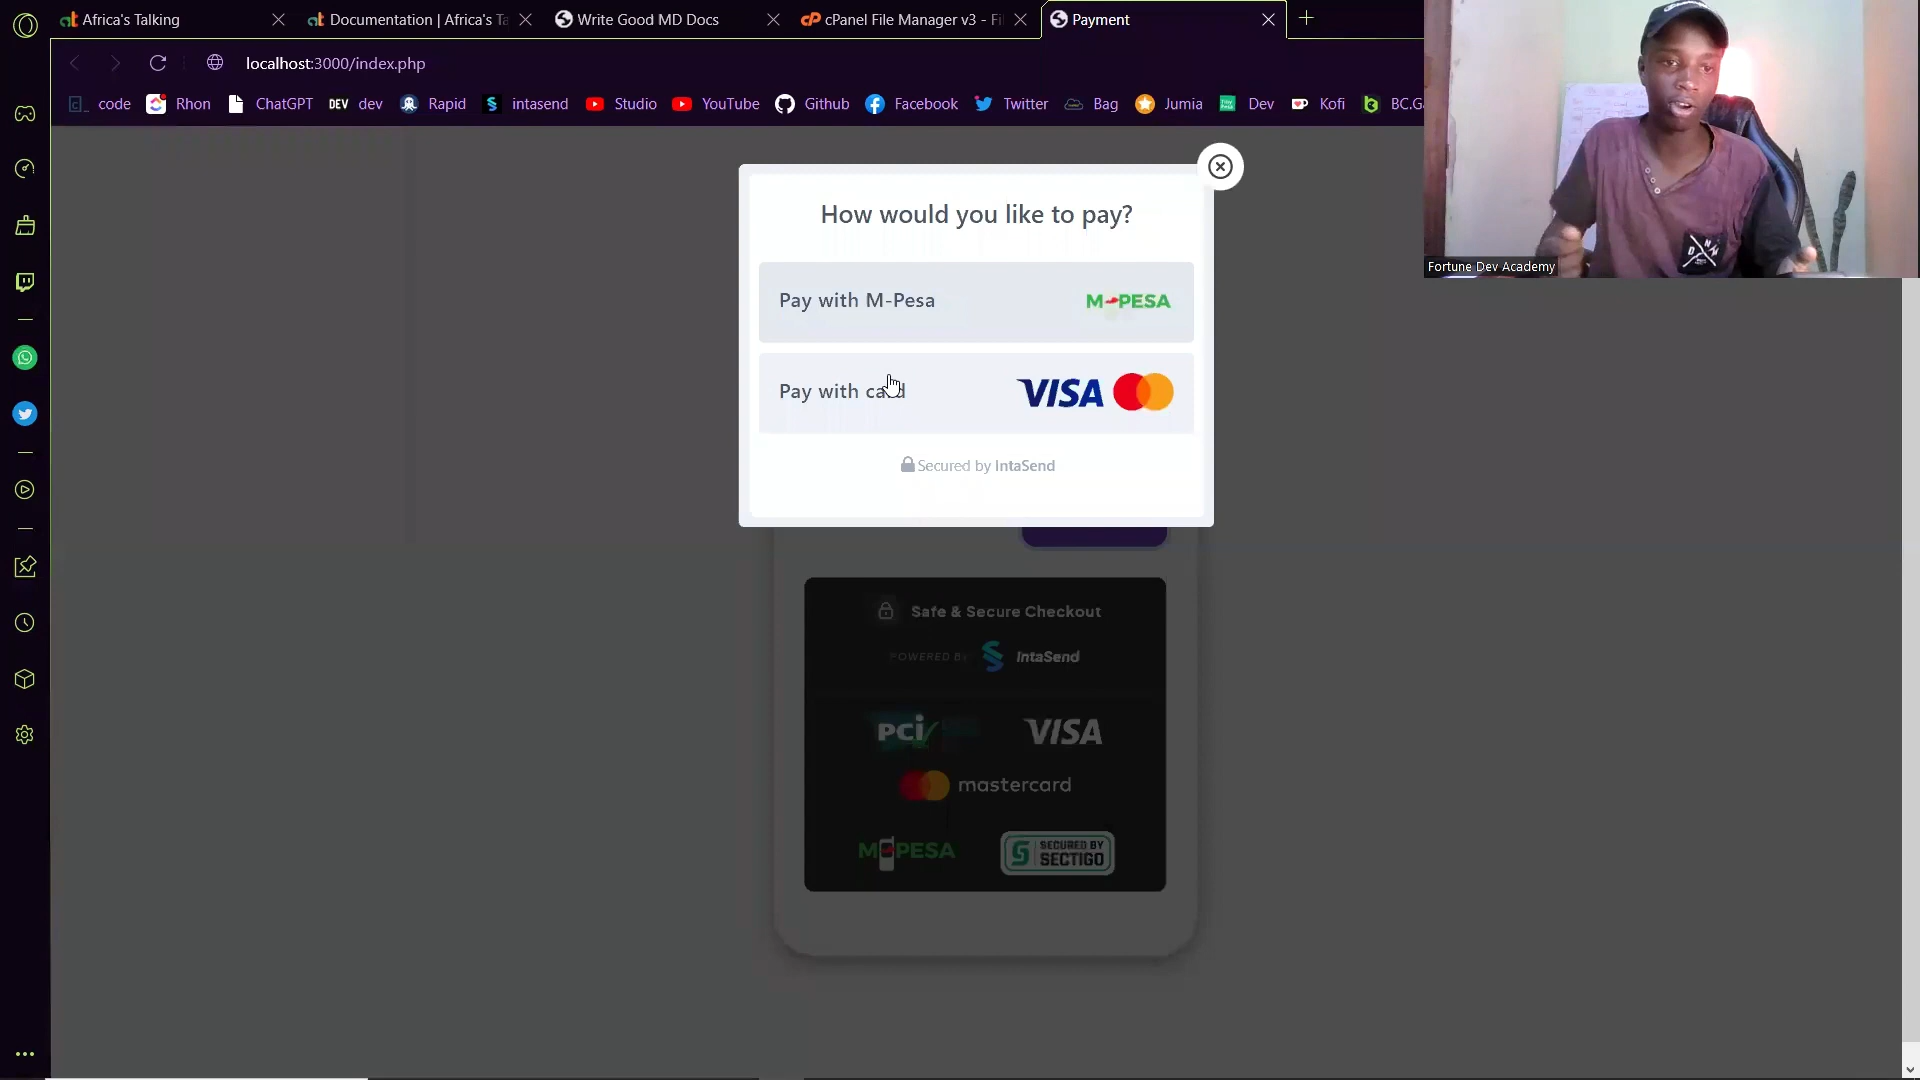 Africa's Talking
Documentation | Africa's Ta
Write Good MD Docs
cPanel File Manager v3 - Fi
Payment
localhost:3000/index.php
code
Rhon
ChatGPT
DEV dev
Rapid
intasend
Studio
YouTube
Github
Facebook
Twitter
Bag
Jumia
Dev
Kofi
BC.G
Fortune Dev Academy
How would you like to pay?
Pay with M-Pesa
M-PESA
Pay with card
VISA
Secured by IntaSend
Safe & Secure Checkout
POWERED BY
IntaSend
PCI
VISA
mastercard
M-PESA
SECURED BY
SECTIGO